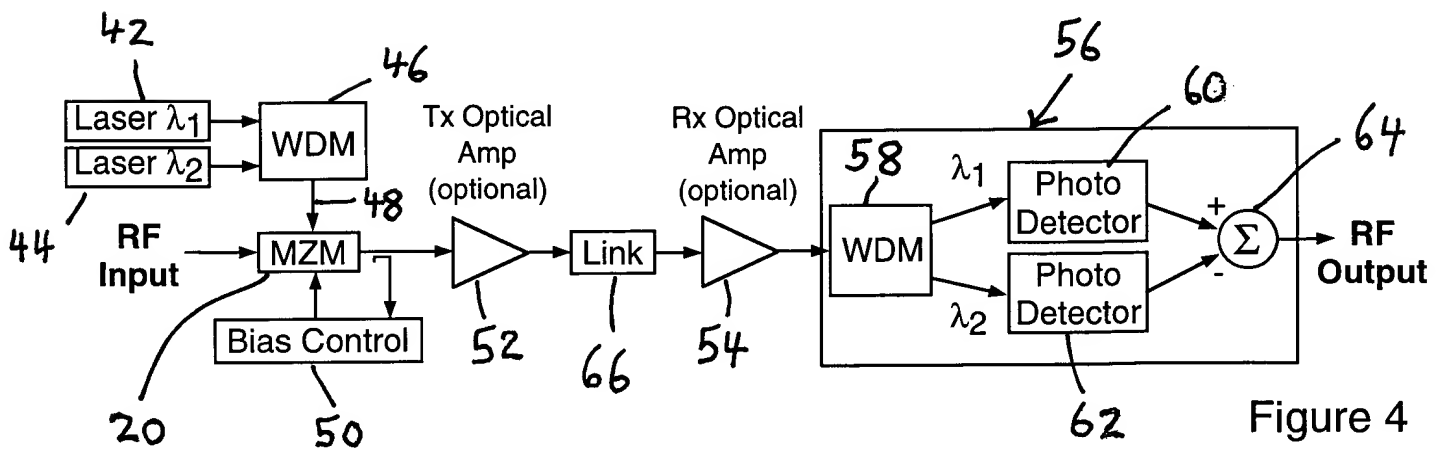 42
46
Laser λ1
Laser λ2
WDM
44
48
RF
Input
MZM
20
Bias Control
50
Tx Optical
Amp
(optional)
52
Link
66
Rx Optical
Amp
(optional)
54
56
58
WDM
λ1
λ2
60
Photo
Detector
Photo
Detector
62
64
+
Σ
-
RF
Output
Figure 4